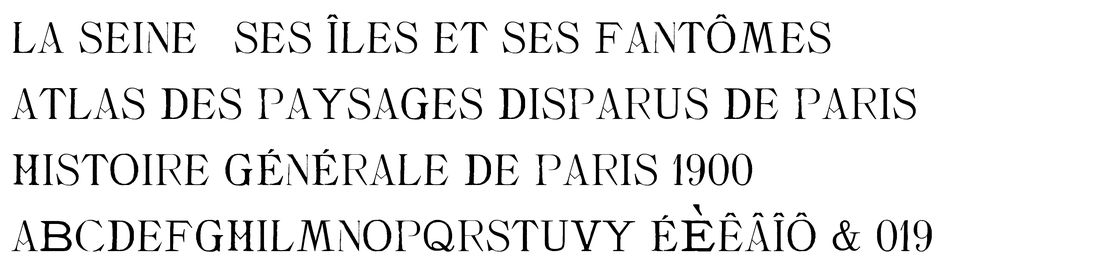 LA SEINE SES ÎLES ET SES FANTÔMES
ATLAS DES PAYSAGES DISPARUS DE PARIS
HISTOIRE GÉNÉRALE DE PARIS 1900
ABCDEFGHILMNOPQRSTUVY ÉÈÊÂÎÔ & 019